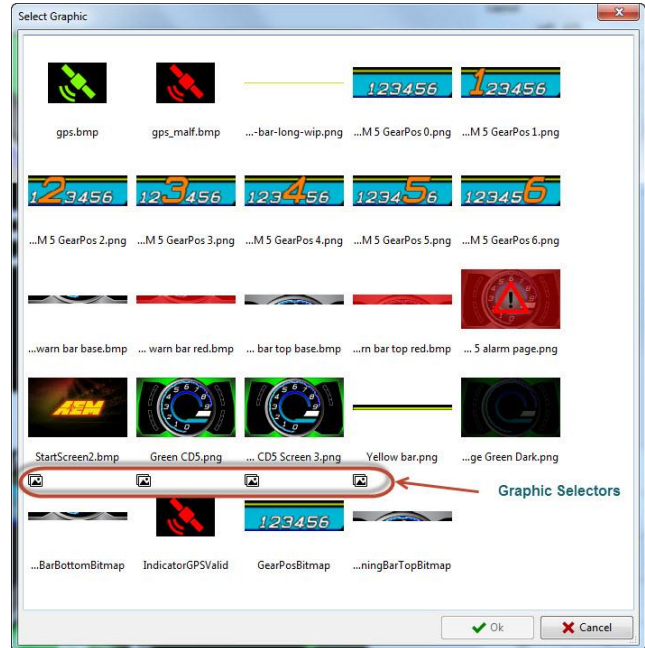 Select Graphic
123456
123456
gps.bmp
gps_malf.bmp
...-bar-long-wip.png
...M 5 GearPos 0.png
...M 5 GearPos 1.png
123456
123456
123456
123456
123456
...M 5 GearPos 2.png
...M 5 GearPos 3.png
...M 5 GearPos 4.png
...M 5 GearPos 5.png
...M 5 GearPos 6.png
...warn bar base.bmp
... warn bar red.bmp
... bar top base.bmp
...rn bar top red.bmp
... 5 alarm page.png
AEM
StartScreen2.bmp
Green CD5.png
... CD5 Screen 3.png
Yellow bar.png
...ge Green Dark.png
Graphic Selectors
123456
...BarBottomBitmap
IndicatorGPSValid
GearPosBitmap
...ningBarTopBitmap
Ok
Cancel